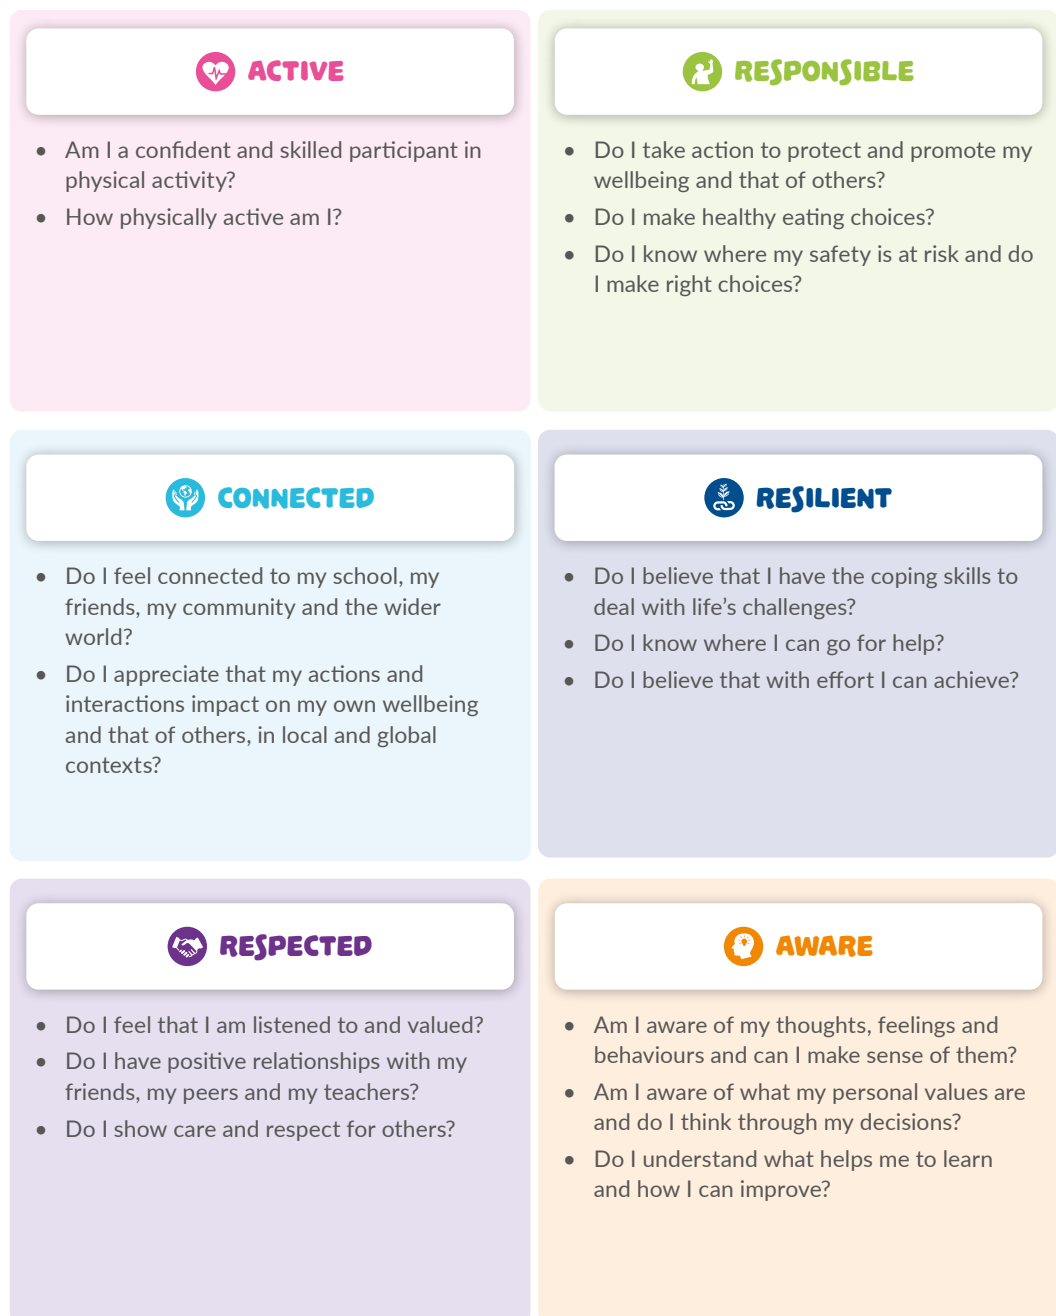 ACTIVE
• Am I a confident and skilled participant in
physical activity?
• How physically active am I?
RESPONSIBLE
• Do I take action to protect and promote my
wellbeing and that of others?
• Do I make healthy eating choices?
• Do I know where my safety is at risk and do
I make right choices?
CONNECTED
• Do I feel connected to my school, my
friends, my community and the wider
world?
• Do I appreciate that my actions and
interactions impact on my own wellbeing
and that of others, in local and global
contexts?
RESILIENT
• Do I believe that I have the coping skills to
deal with life’s challenges?
• Do I know where I can go for help?
• Do I believe that with effort I can achieve?
RESPECTED
• Do I feel that I am listened to and valued?
• Do I have positive relationships with my
friends, my peers and my teachers?
• Do I show care and respect for others?
AWARE
• Am I aware of my thoughts, feelings and
behaviours and can I make sense of them?
• Am I aware of what my personal values are
and do I think through my decisions?
• Do I understand what helps me to learn
and how I can improve?